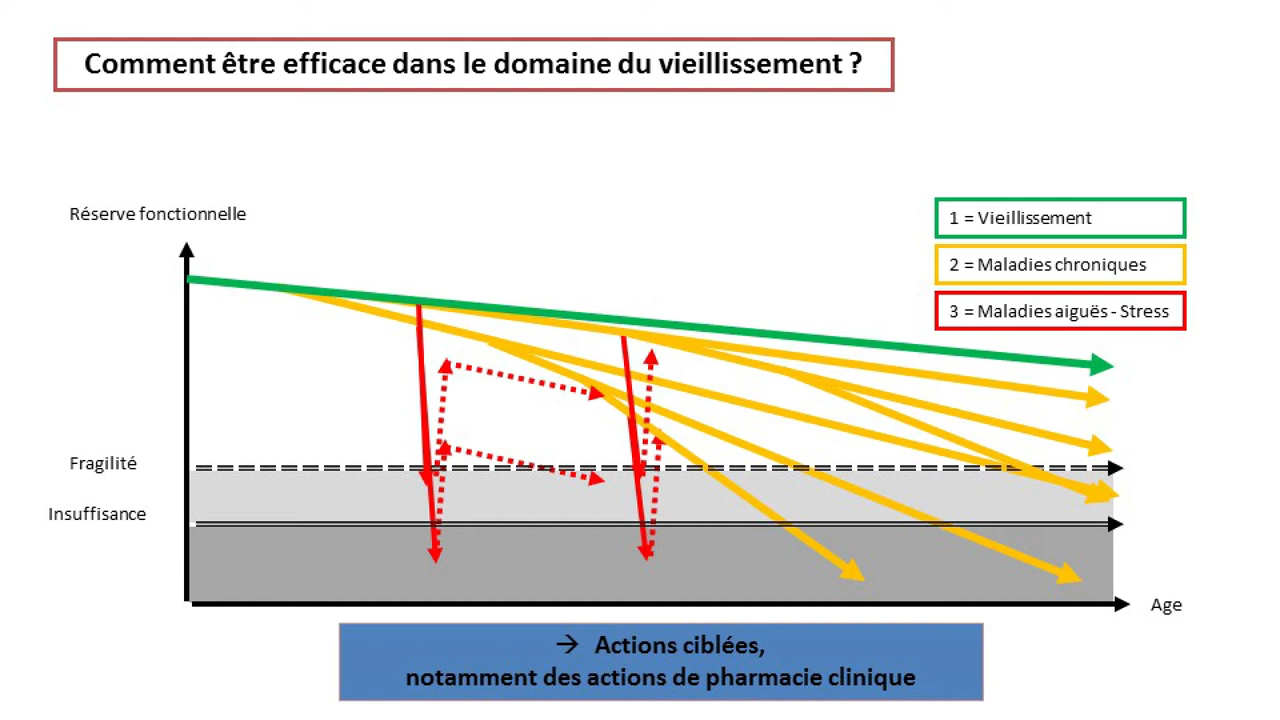 Comment être efficace dans le domaine du vieillissement ?
Réserve fonctionnelle
1 = Vieillissement
2 = Maladies chroniques
3 = Maladies aiguës - Stress
Fragilité
Insuffisance
Age
→ Actions ciblées,
notamment des actions de pharmacie clinique